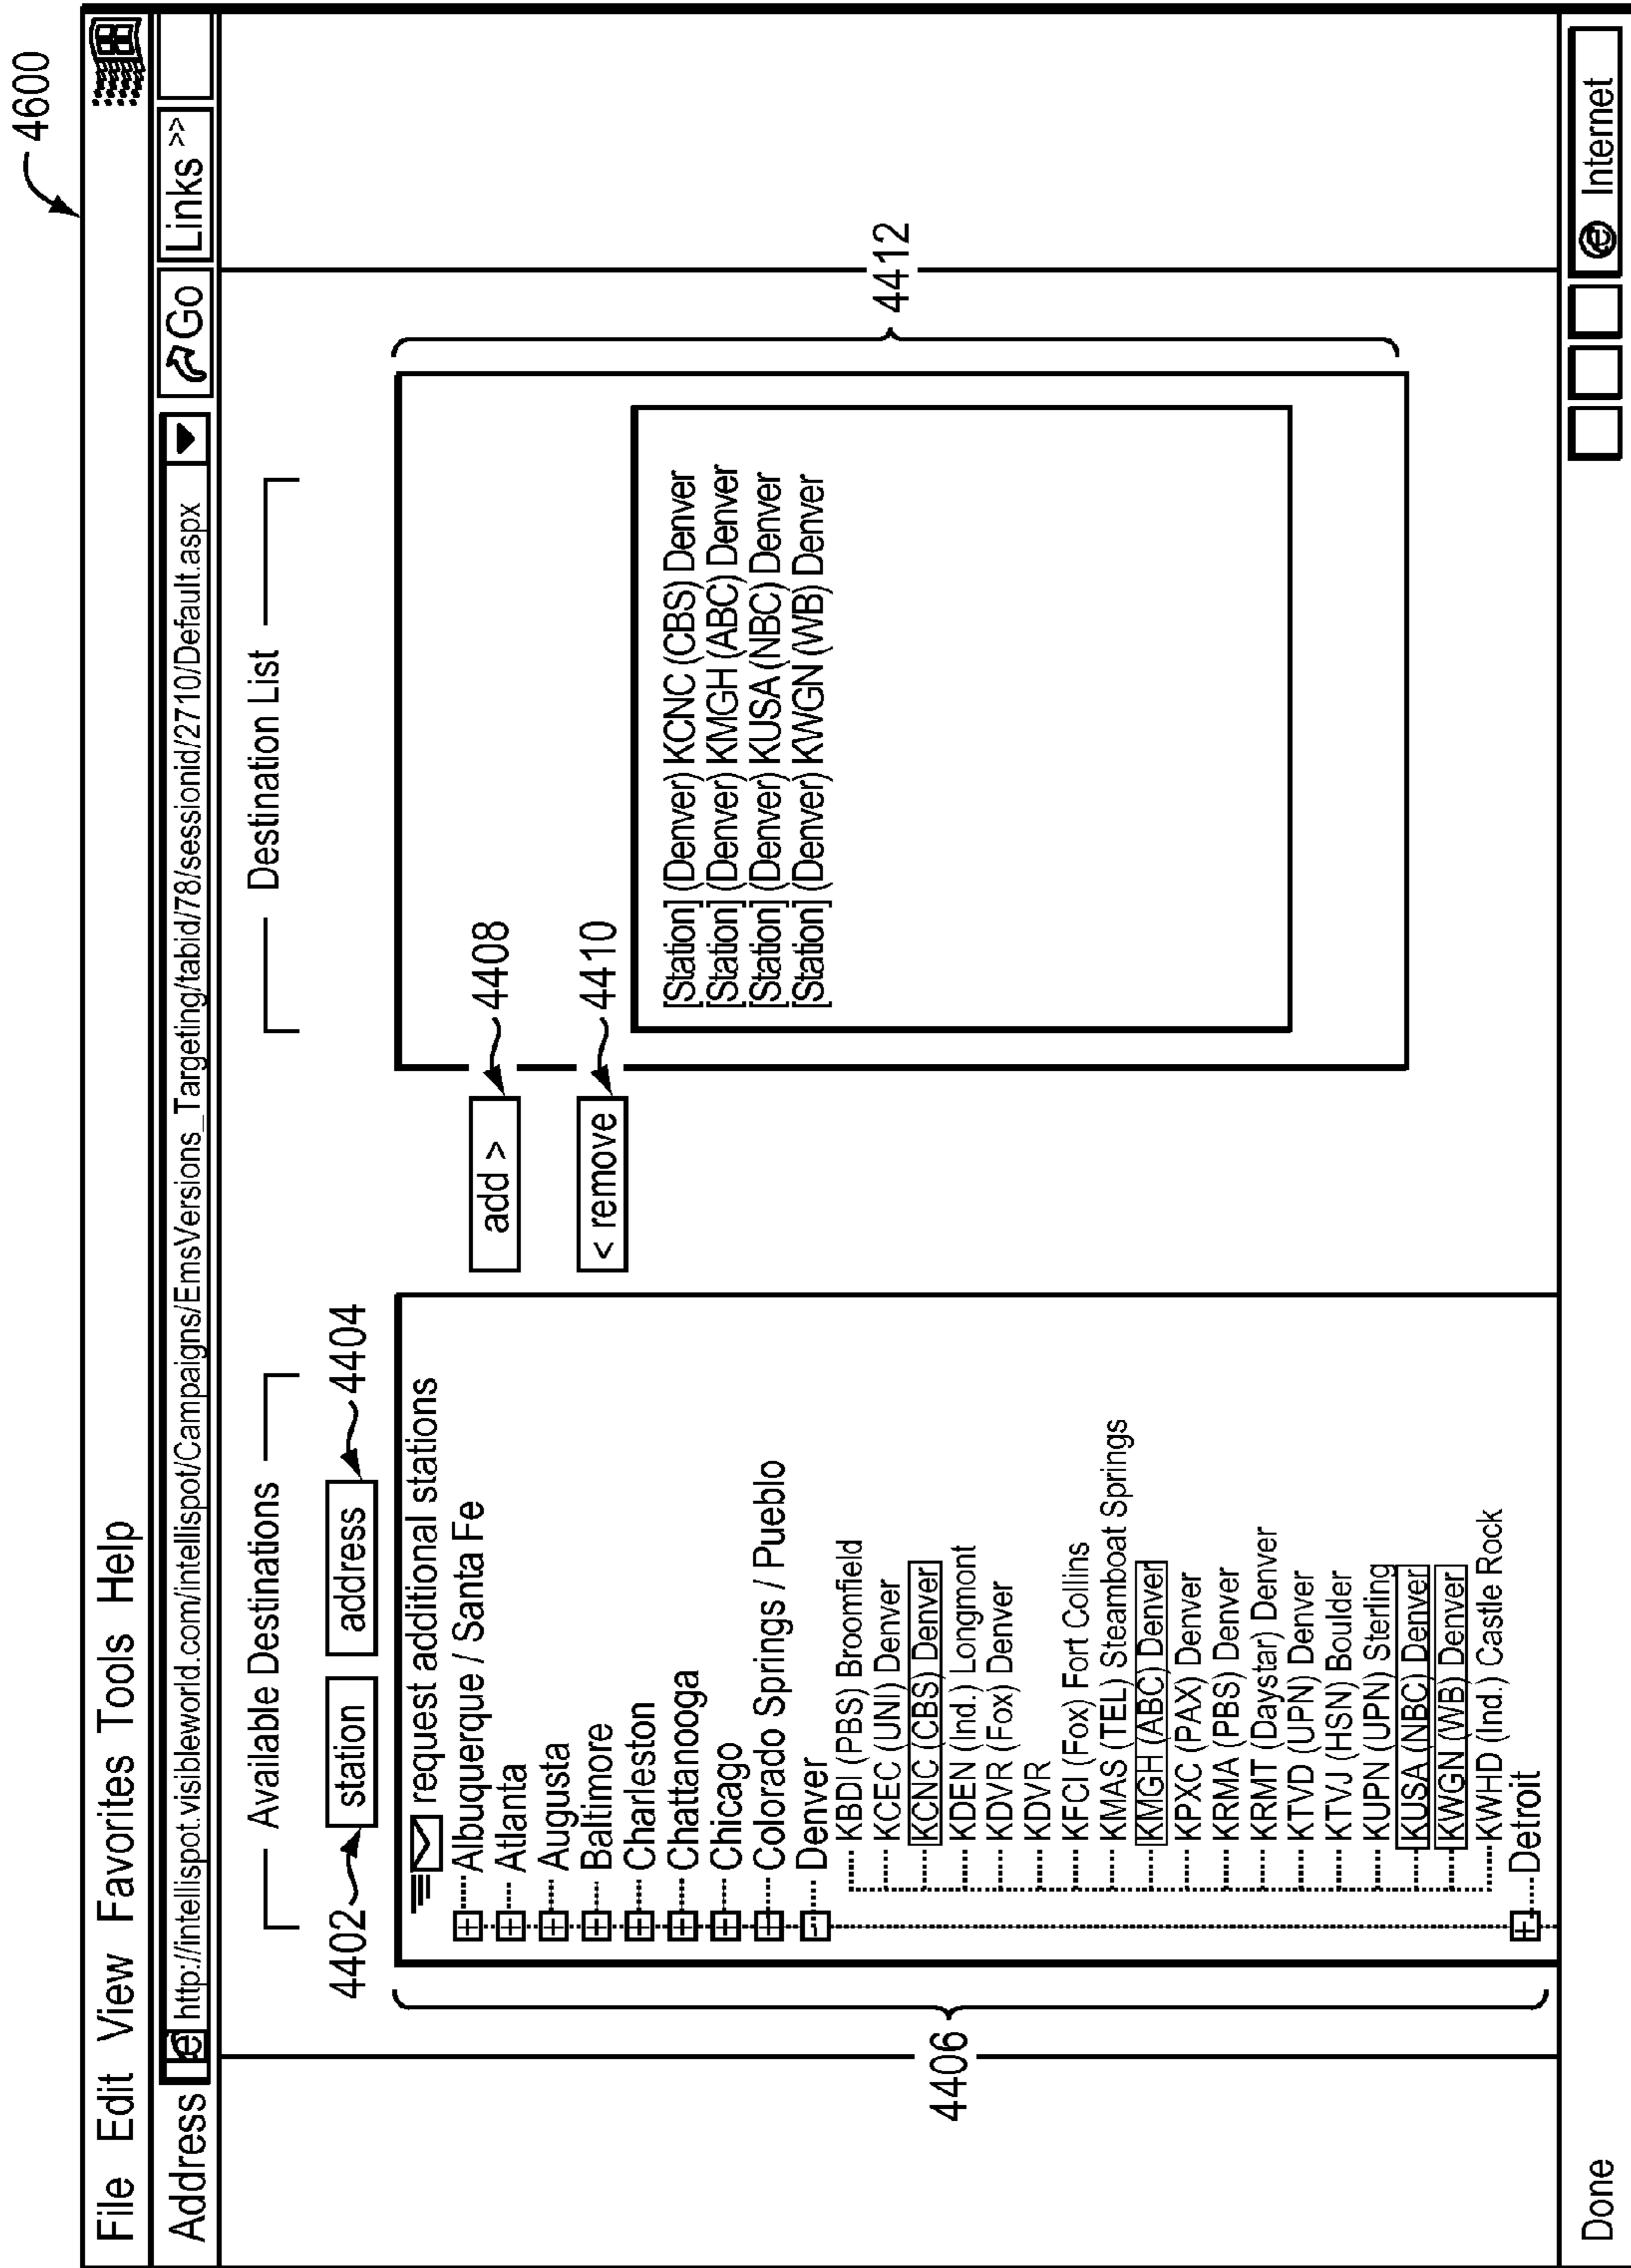 4600
File Edit View Favorites Tools Help
Address http://intellispot.visibleworld.com/intellispot/Campaigns/EmsVersions_Targeting/tabid/78/sessionid/2710/Default.aspx Go Links >>
Available Destinations
Destination List
4402 station address 4404
request additional stations
Albuquerque / Santa Fe
Atlanta
Augusta
Baltimore
Charleston
Chattanooga
Chicago
Colorado Springs / Pueblo
Denver
KBDI (PBS) Broomfield
KCEC (UNI) Denver
KCNC (CBS) Denver
KDEN (Ind.) Longmont
KDVR (Fox) Denver
KDVR
KFCI (Fox) Fort Collins
KMAS (TEL) Steamboat Springs
KMGH (ABC) Denver
KPXC (PAX) Denver
KRMA (PBS) Denver
KRMT (Daystar) Denver
KTVD (UPN) Denver
KTVJ (HSN) Boulder
KUPN (UPN) Sterling
KUSA (NBC) Denver
KWGN (WB) Denver
KWHD (Ind.) Castle Rock
Detroit
4406
add > 4408
< remove 4410
[Station] (Denver) KCNC (CBS) Denver
[Station] (Denver) KMGH (ABC) Denver
[Station] (Denver) KUSA (NBC) Denver
[Station] (Denver) KWGN (WB) Denver
4412
Done
Internet